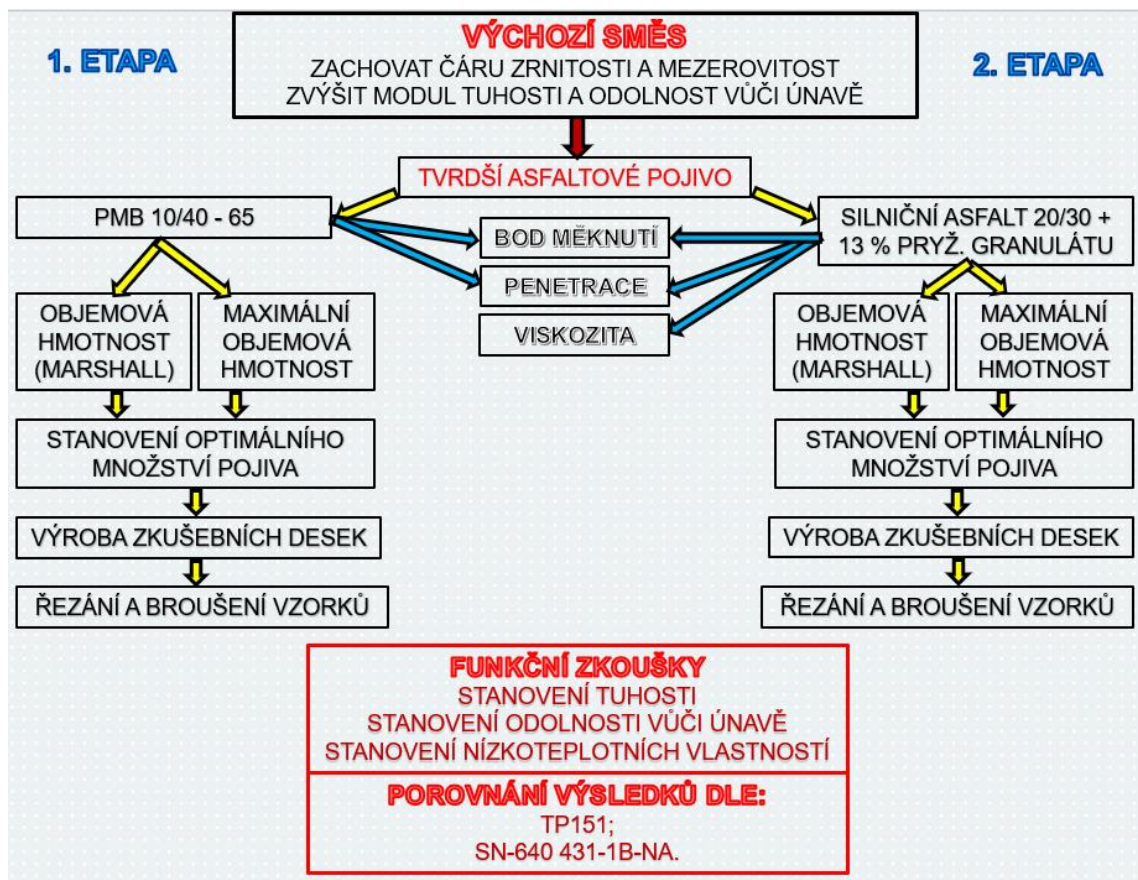 1. ETAPA
VÝCHOZÍ SMĚS
ZACHOVAT ČÁRU ZRNITOSTI A MEZEROVITOST
ZVÝŠIT MODUL TUHOSTI A ODOLNOST VŮČI ÚNAVĚ
2. ETAPA
TVRDŠÍ ASFALTOVÉ POJIVO
PMB 10/40 - 65
BOD MĚKNUTÍ
PENETRACE
VISKOZITA
SILNIČNÍ ASFALT 20/30 +
13 % PRYŽ. GRANULÁTU
OBJEMOVÁ
HMOTNOST
(MARSHALL)
MAXIMÁLNÍ
OBJEMOVÁ
HMOTNOST
OBJEMOVÁ
HMOTNOST
(MARSHALL)
MAXIMÁLNÍ
OBJEMOVÁ
HMOTNOST
STANOVENÍ OPTIMÁLNÍHO
MNOŽSTVÍ POJIVA
STANOVENÍ OPTIMÁLNÍHO
MNOŽSTVÍ POJIVA
VÝROBA ZKUŠEBNÍCH DESEK
VÝROBA ZKUŠEBNÍCH DESEK
ŘEZÁNÍ A BROUŠENÍ VZORKŮ
ŘEZÁNÍ A BROUŠENÍ VZORKŮ
FUNKČNÍ ZKOUŠKY
STANOVENÍ TUHOSTI
STANOVENÍ ODOLNOSTI VŮČI ÚNAVĚ
STANOVENÍ NÍZKOTEPLOTNÍCH VLASTNOSTÍ
POROVNÁNÍ VÝSLEDKŮ DLE:
TP151;
SN-640 431-1B-NA.